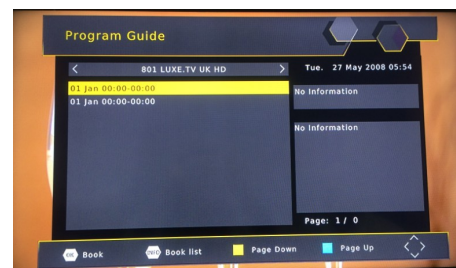 Program Guide
801 LUXE.TV UK HD
Tue. 27 May 2008 05:54
01 Jan 00:00-00:00
01 Jan 00:00-00:00
No Information
No Information
Page: 1 / 0
Book
Book list
Page Down
Page Up